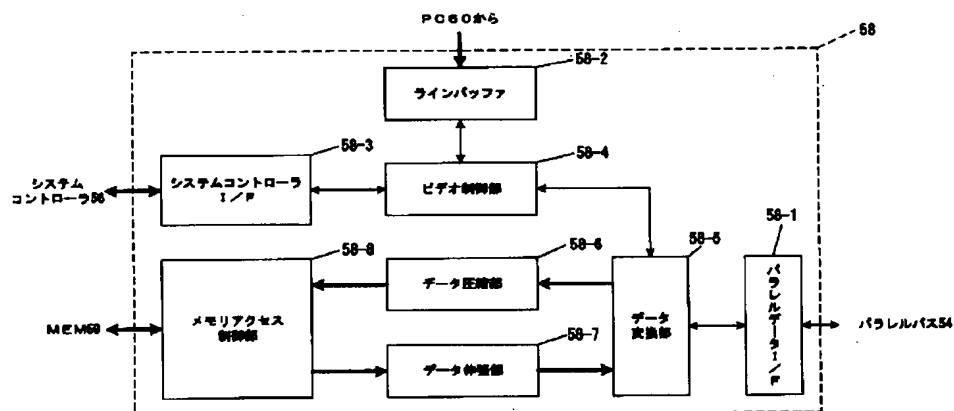 PC60から
58
58-2
ラインバッファ
58-3
58-4
システム
コントローラ56
システムコントローラ
I/F
ビデオ制御部
58-1
58-8
58-6
58-5
パラレルデータI/F
データ圧縮部
MEM59
メモリアクセス
制御部
データ
変換部
パラレルバス54
58-7
データ伸張部